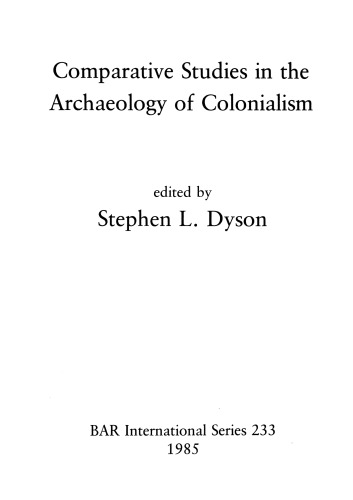 Comparative Studies in the
Archaeology of Colonialism
edited by
Stephen L. Dyson
BAR International Series 233
1985